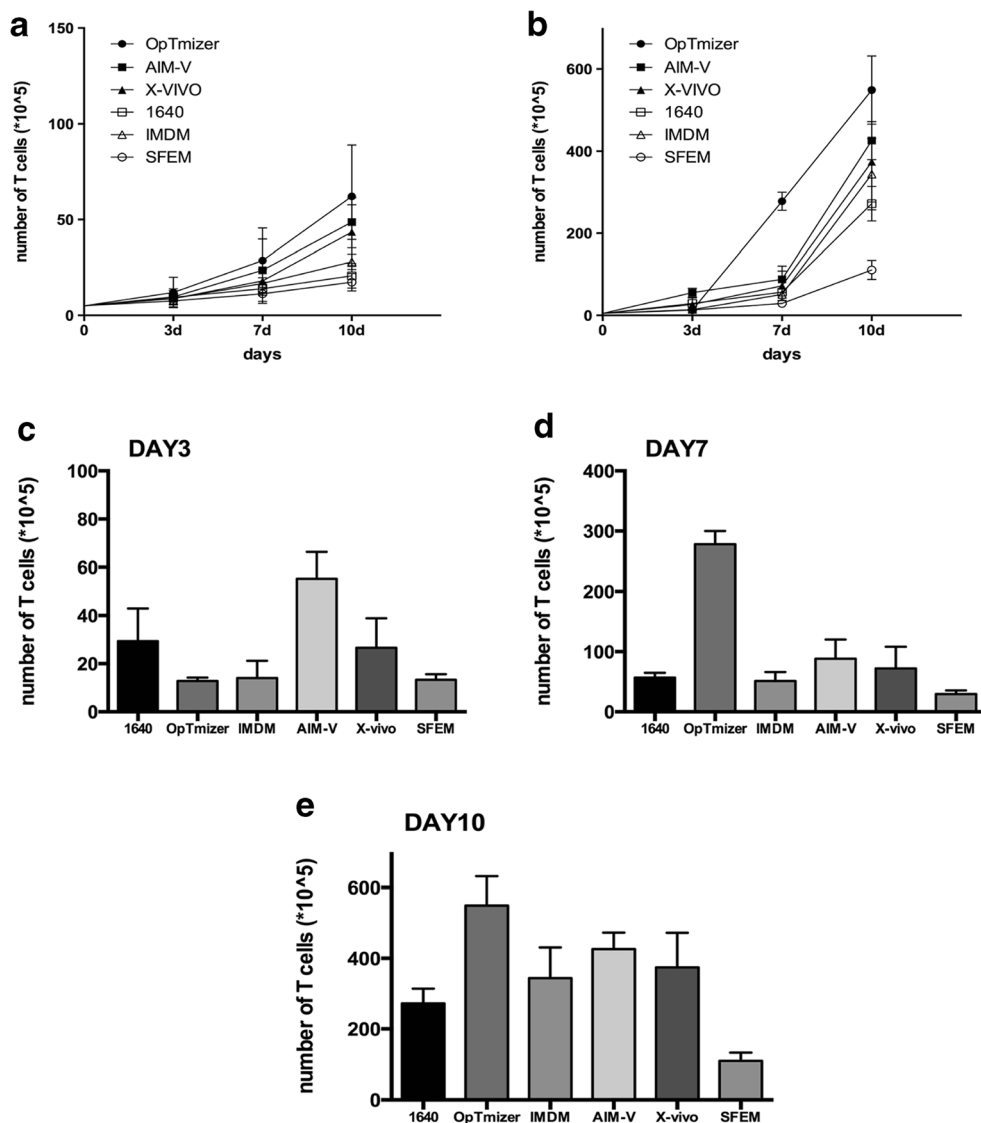 a
number of T cells (*10^5)
150
100
50
0
OpTmizer
AIM-V
X-VIVO
1640
IMDM
SFEM
0 3d 7d 10d
days
b
number of T cells (*10^5)
600
400
200
0
OpTmizer
AIM-V
X-VIVO
1640
IMDM
SFEM
0 3d 7d 10d
days
c
DAY3
number of T cells (*10^5)
100
80
60
40
20
0
1640 OpTmizer IMDM AIM-V X-vivo SFEM
d
DAY7
number of T cells (*10^5)
400
300
200
100
0
1640 OpTmizer IMDM AIM-V X-vivo SFEM
e
DAY10
number of T cells (*10^5)
600
400
200
0
1640 OpTmizer IMDM AIM-V X-vivo SFEM